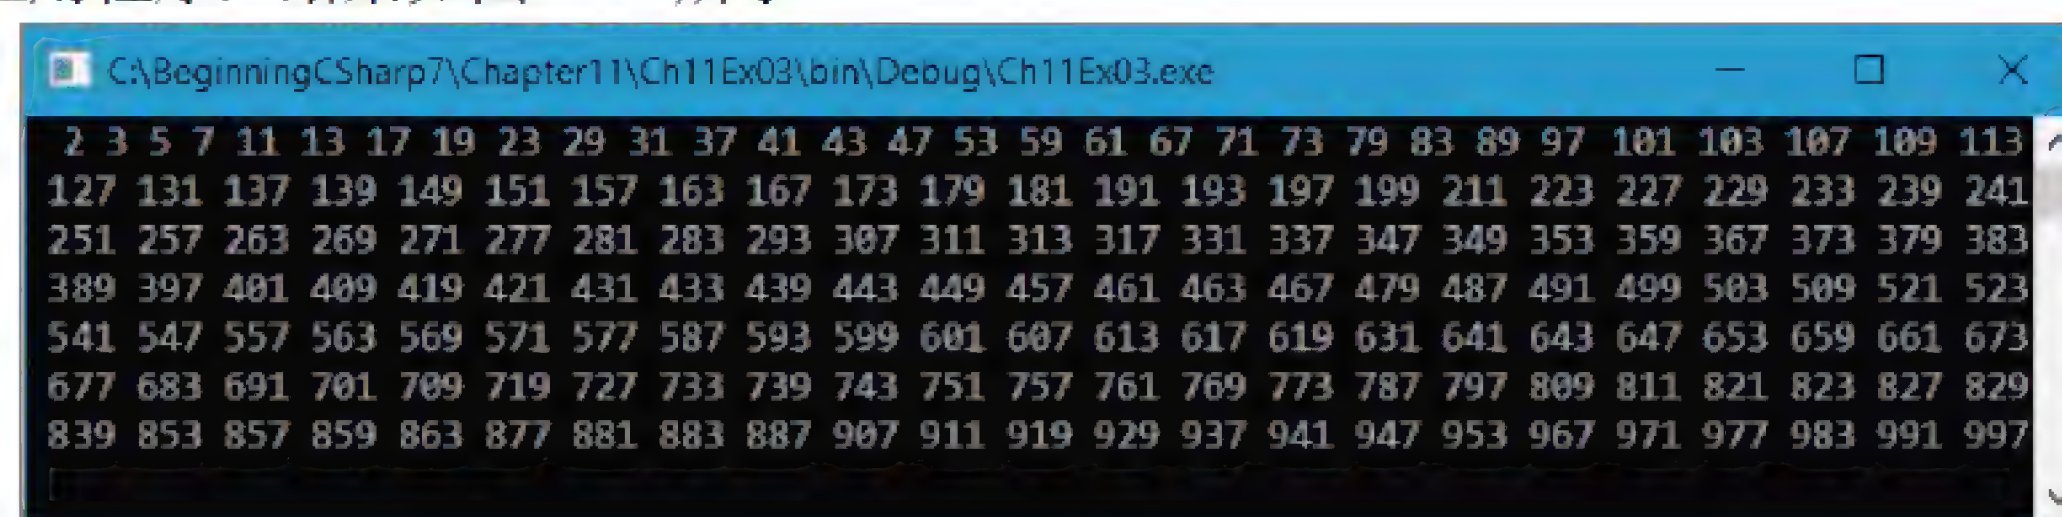 C:\BeginningCSharp7\Chapter11\Ch11Ex03\bin\Debug\Ch11Ex03.exe
2 3 5 7 11 13 17 19 23 29 31 37 41 43 47 53 59 61 67 71 73 79 83 89 97 101 103 107 109 113
127 131 137 139 149 151 157 163 167 173 179 181 191 193 197 199 211 223 227 229 233 239 241
251 257 263 269 271 277 281 283 293 307 311 313 317 331 337 347 349 353 359 367 373 379 383
389 397 401 409 419 421 431 433 439 443 449 457 461 463 467 479 487 491 499 503 509 521 523
541 547 557 563 569 571 577 587 593 599 601 607 613 617 619 631 641 643 647 653 659 661 673
677 683 691 701 709 719 727 733 739 743 751 757 761 769 773 787 797 809 811 821 823 827 829
839 853 857 859 863 877 881 883 887 907 911 919 929 937 941 947 953 967 971 977 983 991 997